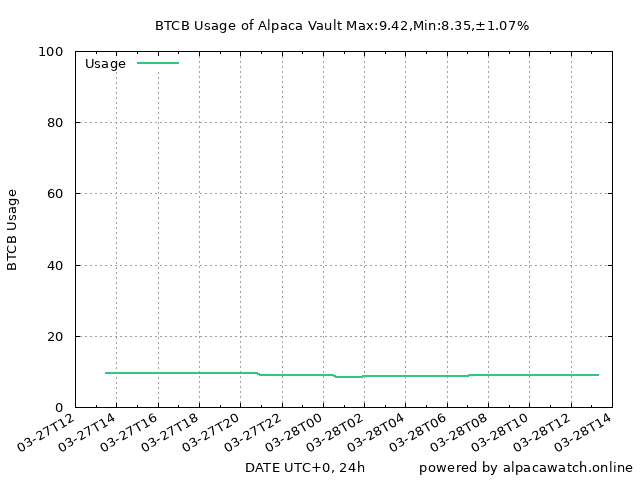 BTCB Usage of Alpaca Vault Max:9.42,Min:8.35,±1.07%
Usage
100
80
60
40
20
0
BTCB Usage
03-27T12
03-27T14
03-27T16
03-27T18
03-27T20
03-27T22
03-28T00
03-28T02
03-28T04
03-28T06
03-28T08
03-28T10
03-28T12
03-28T14
DATE UTC+0, 24h
powered by alpacawatch.online